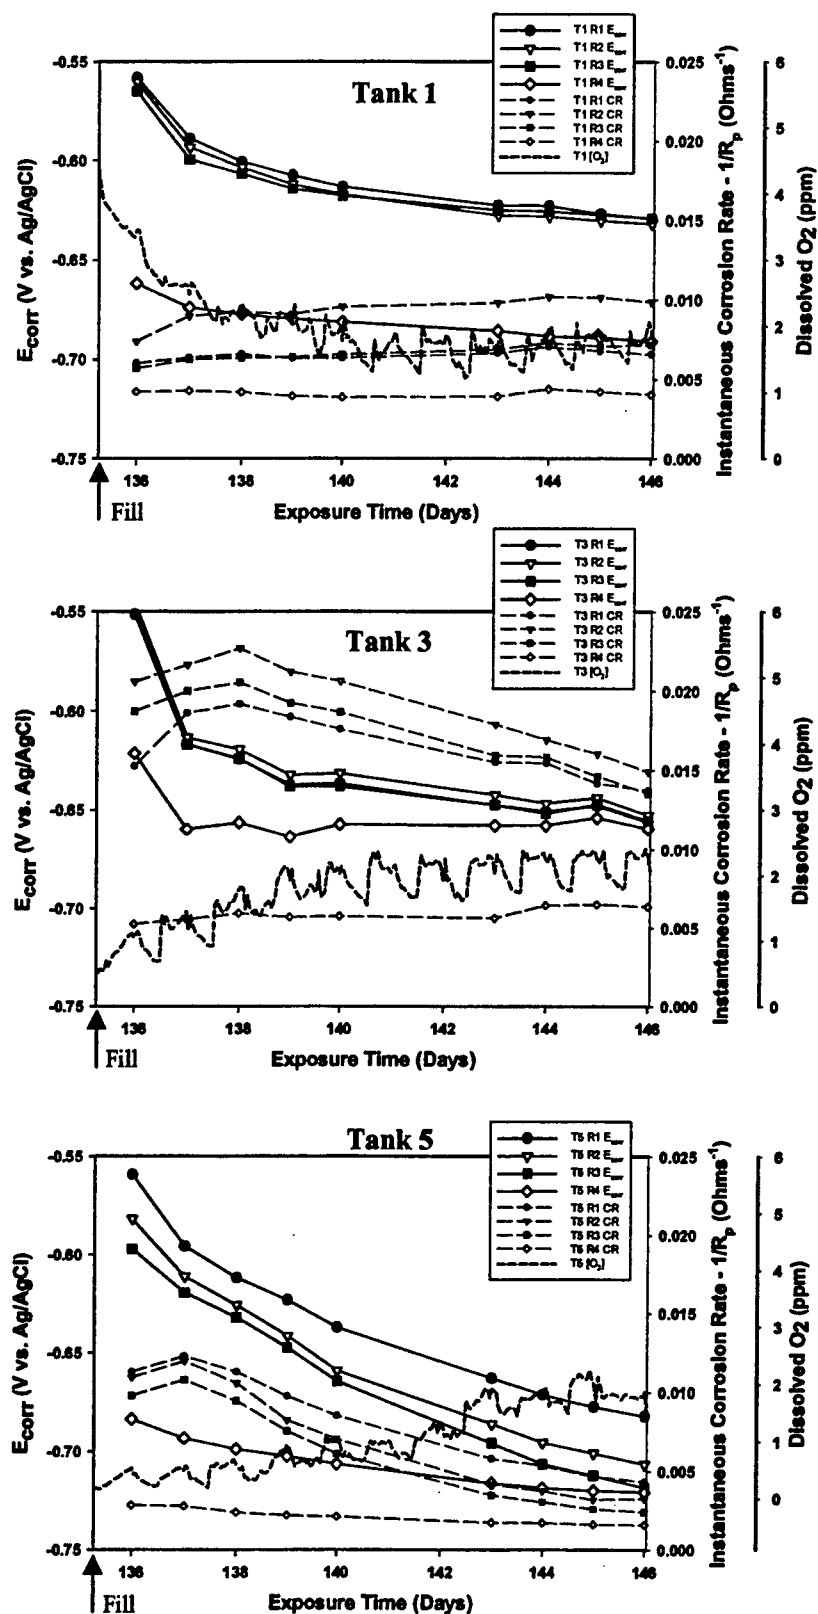 T1 R1 Ecorr
T1 R2 Ecorr
T1 R3 Ecorr
T1 R4 Ecorr
T1 R1 CR
T1 R2 CR
T1 R3 CR
T1 R4 CR
T1 [O2]
Tank 1
-0.55
-0.60
-0.65
-0.70
-0.75
ECORR (V vs. Ag/AgCl)
0.025
0.020
0.015
0.010
0.005
0.000
Instantaneous Corrosion Rate - 1/Rp (Ohms-1)
6
5
4
3
2
1
0
Dissolved O2 (ppm)
136
138
140
142
144
146
Fill
Exposure Time (Days)
T3 R1 Ecorr
T3 R2 Ecorr
T3 R3 Ecorr
T3 R4 Ecorr
T3 R1 CR
T3 R2 CR
T3 R3 CR
T3 R4 CR
T3 [O2]
Tank 3
-0.55
-0.60
-0.65
-0.70
-0.75
ECORR (V vs. Ag/AgCl)
0.025
0.020
0.015
0.010
0.005
0.000
Instantaneous Corrosion Rate - 1/Rp (Ohms-1)
6
5
4
3
2
1
0
Dissolved O2 (ppm)
136
138
140
142
144
146
Fill
Exposure Time (Days)
Tank 5
T5 R1 Ecorr
T5 R2 Ecorr
T5 R3 Ecorr
T5 R4 Ecorr
T5 R1 CR
T5 R2 CR
T5 R3 CR
T5 R4 CR
T5 [O2]
-0.55
-0.60
-0.65
-0.70
-0.75
ECORR (V vs. Ag/AgCl)
0.025
0.020
0.015
0.010
0.005
0.000
Instantaneous Corrosion Rate - 1/Rp (Ohms-1)
6
5
4
3
2
1
0
Dissolved O2 (ppm)
136
138
140
142
144
146
Fill
Exposure Time (Days)